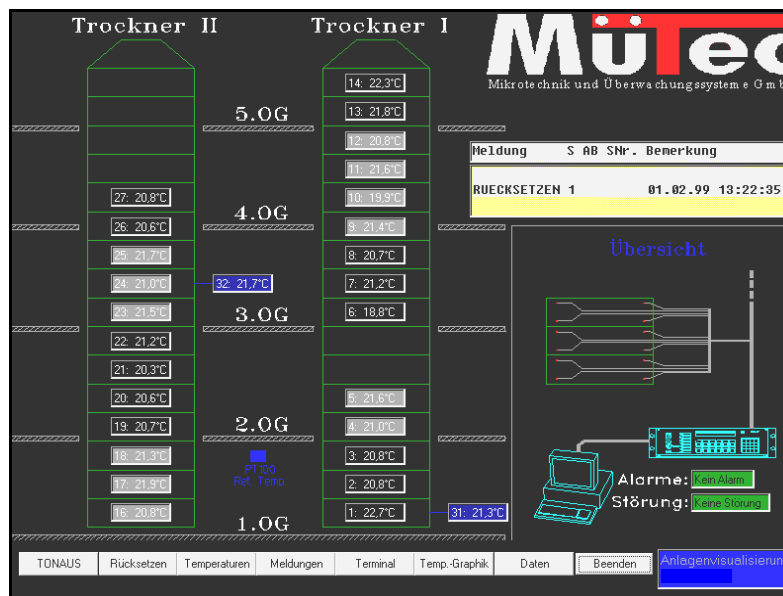 Trockner II
Trockner I
MüTec
Mikrotechnik und Überwachungssysteme Gmb
14: 22,3°C
13: 21,8°C
5.0G
12: 20,8°C
11: 21,6°C
Meldung S AB SNr. Bemerkung
RUECKSETZEN 1 01.02.99 13:22:35
27: 20,8°C
10: 19,9°C
4.0G
26: 20,6°C
9: 21,4°C
Übersicht
25: 21,7°C
8: 20,7°C
24: 21,0°C
32: 21,7°C
7: 21,2°C
23: 21,5°C
3.0G
6: 18,8°C
22: 21,2°C
21: 20,3°C
20: 20,6°C
5: 21,6°C
19: 20,7°C
2.0G
4: 21,0°C
18: 21,3°C
3: 20,8°C
PT100
Ref. Temp.
17: 21,9°C
2: 20,8°C
Alarme: Kein Alarm
Störung: Keine Störung
16: 20,8°C
1: 22,7°C
31: 21,3°C
1.0G
TONAUS
Rücksetzen
Temperaturen
Meldungen
Terminal
Temp.-Graphik
Daten
Beenden
Anlagenvisualisierun